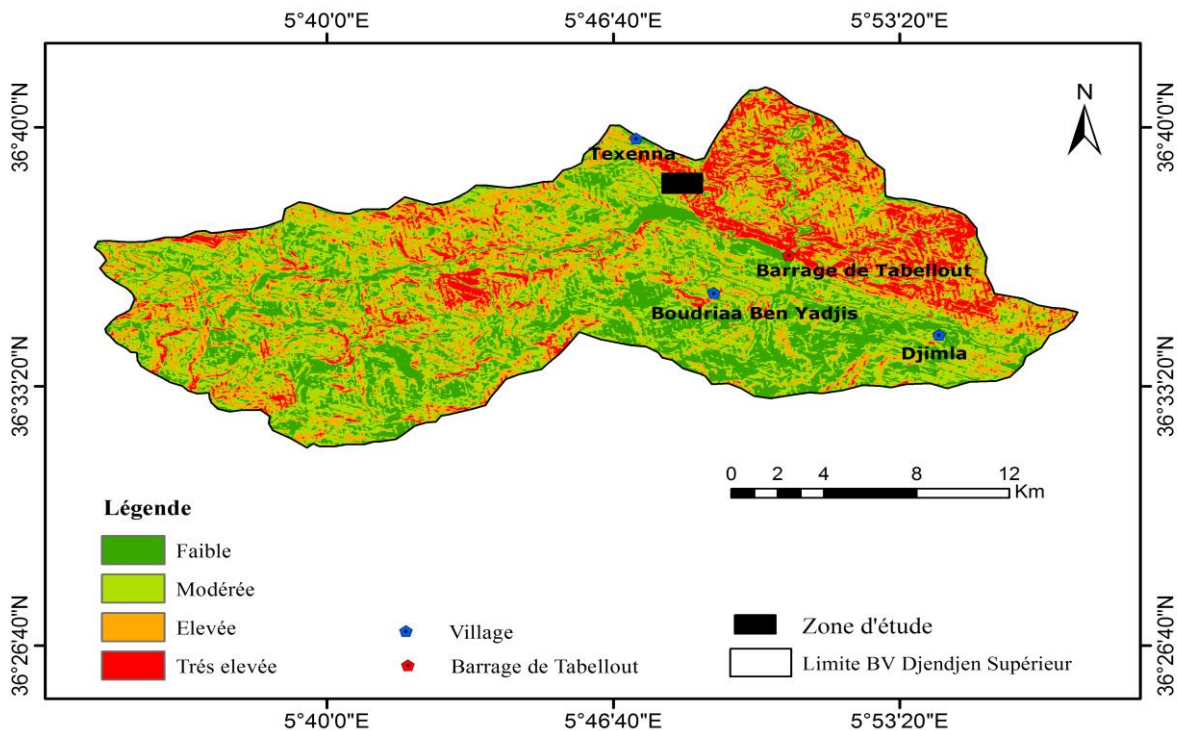 5°40'0"E 5°46'40"E 5°53'20"E
N
36°40'0"N
36°40'0"N
Texenna
Barrage de Tabellout
Boudriaa Ben Yadjis
Djimla
36°33'20"N
36°33'20"N
0 2 4 8 12
Km
Légende
Faible
Modérée
Elevée
Trés elevée
Village
Barrage de Tabellout
Zone d'étude
Limite BV Djendjen Supérieur
36°26'40"N
36°26'40"N
5°40'0"E 5°46'40"E 5°53'20"E